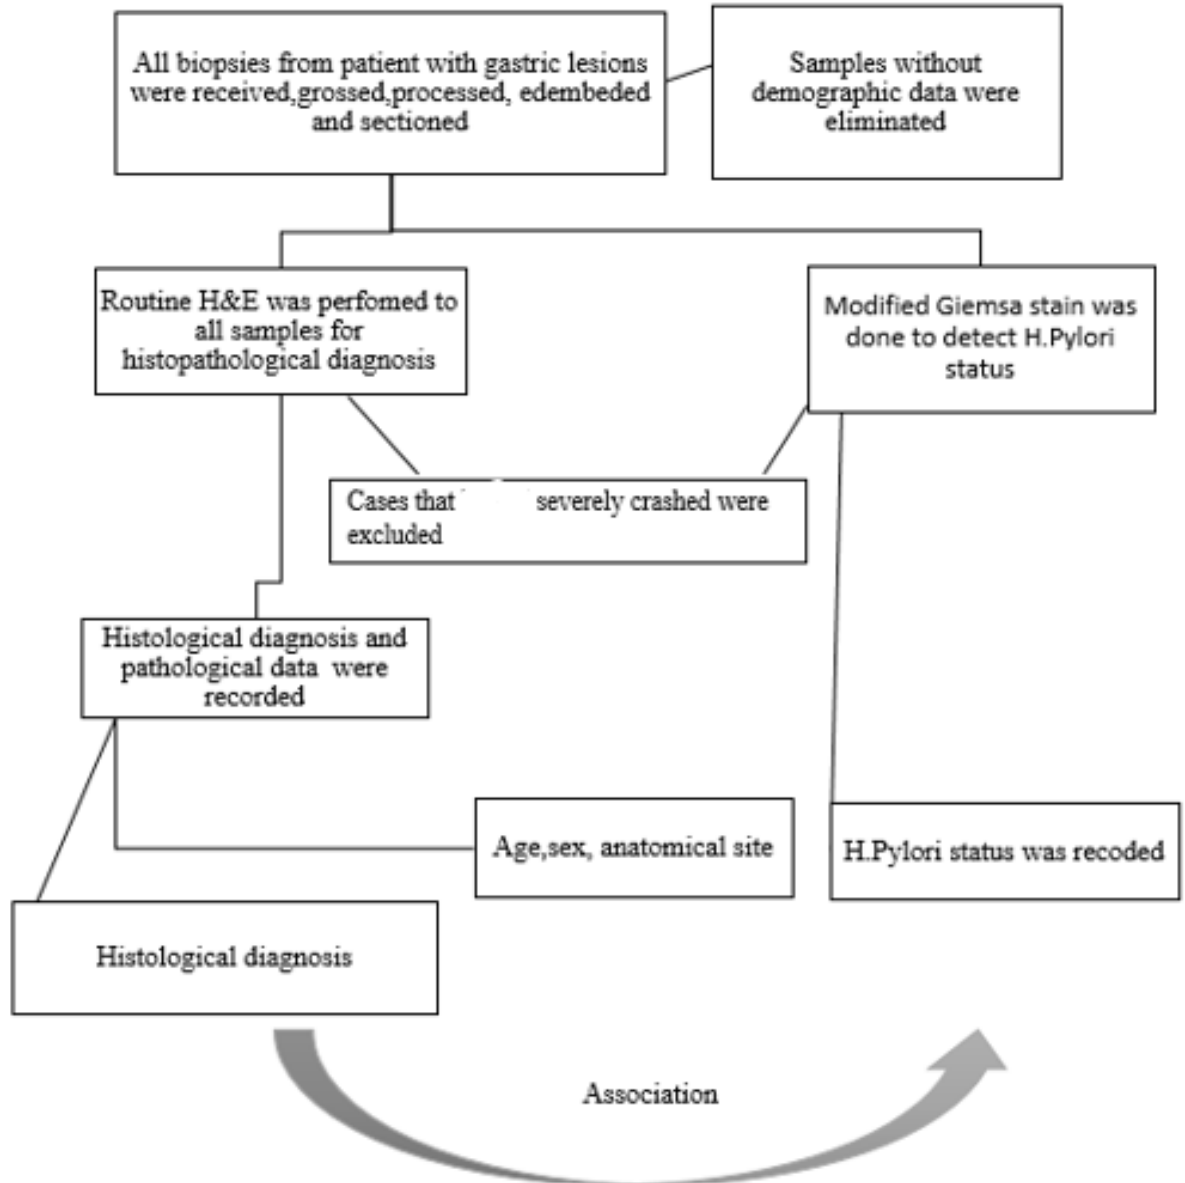 All biopsies from patient with gastric lesions
were received,grossed,processed, edembeded
and sectioned
Samples without
demographic data were
eliminated
Routine H&E was perfomed to
all samples for
histopathological diagnosis
Modified Giemsa stain was
done to detect H.Pylori
status
Cases that severely crashed were
excluded
Histological diagnosis and
pathological data were
recorded
Age,sex, anatomical site
H.Pylori status was recoded
Histological diagnosis
Association